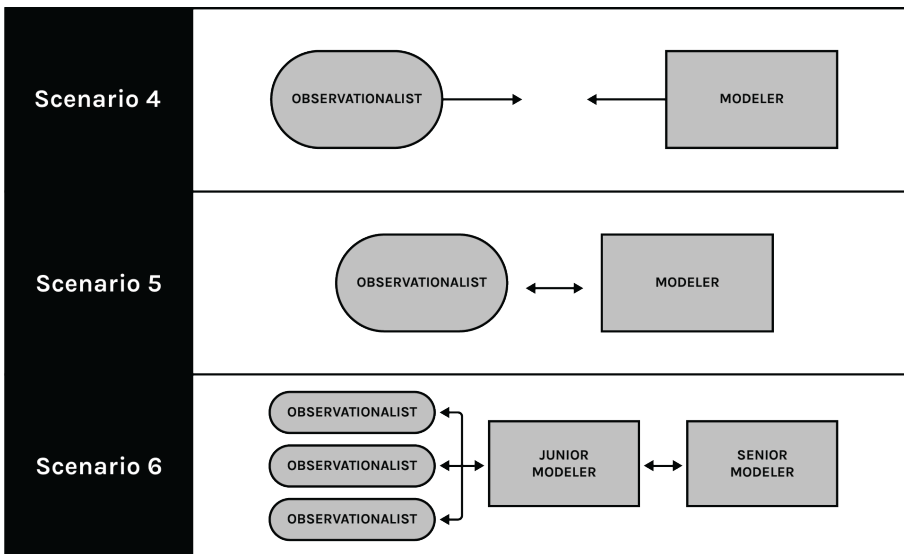 Scenario 4
OBSERVATIONALIST
MODELER
Scenario 5
OBSERVATIONALIST
MODELER
Scenario 6
OBSERVATIONALIST
OBSERVATIONALIST
OBSERVATIONALIST
JUNIOR
MODELER
SENIOR
MODELER